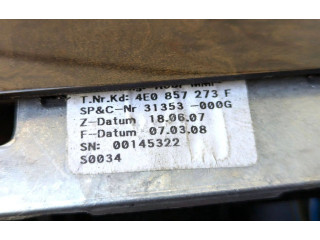 T.Nr.Kd: 4E0 857 273 F
SP&C-Nr 31353 -000G
Z-Datum 18.06.07
F-Datum 07.03.08
SN: 00145322
S0034